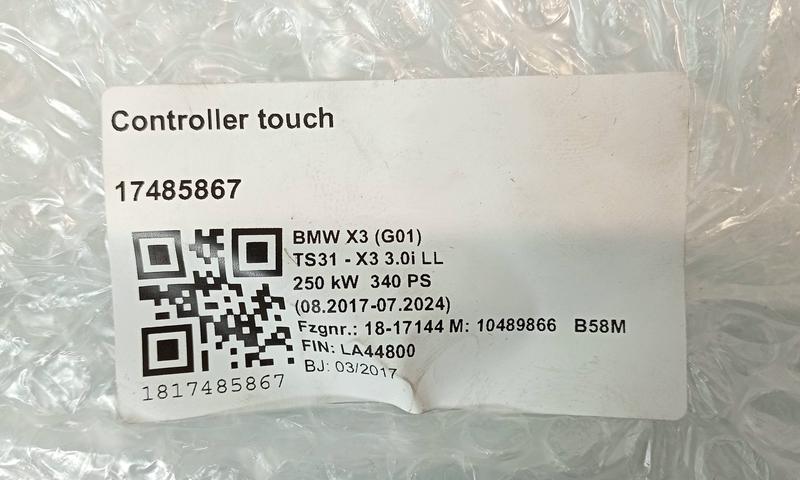 Controller touch
17485867
BMW X3 (G01)
TS31 - X3 3.0i LL
250 kW 340 PS
(08.2017-07.2024)
Fzgnr.: 18-17144 M: 10489866 B58M
FIN: LA44800
BJ: 03/2017
1817485867